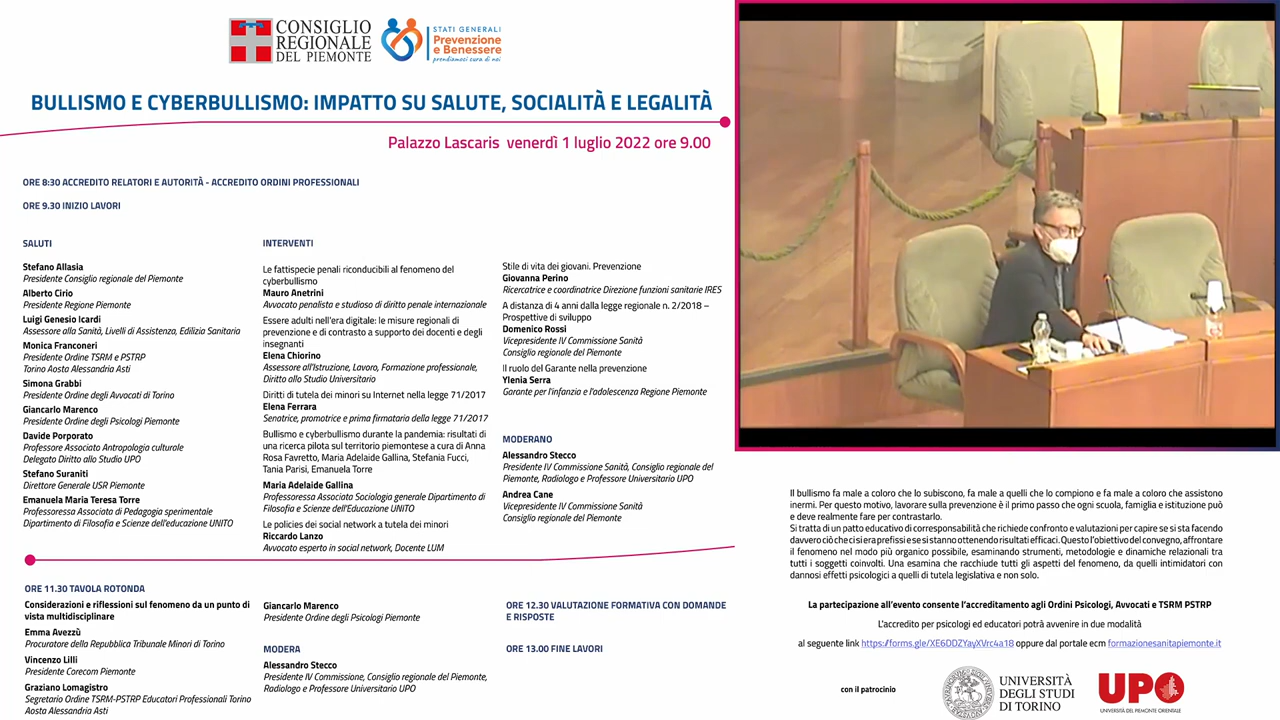 CONSIGLIO
REGIONALE
DEL PIEMONTE
STATI GENERALI
Prevenzione
e Benessere
prendiamoci cura di noi
BULLISMO E CYBERBULLISMO: IMPATTO SU SALUTE, SOCIALITÀ E LEGALITÀ
Palazzo Lascaris venerdì 1 luglio 2022 ore 9.00
ORE 8:30 ACCREDITO RELATORI E AUTORITÀ - ACCREDITO ORDINI PROFESSIONALI
ORE 9.30 INIZIO LAVORI
SALUTI
Stefano Allasia
Presidente Consiglio regionale del Piemonte
Alberto Cirio
Presidente Regione Piemonte
Luigi Genesio Icardi
Assessore alla Sanità, Livelli di Assistenza, Edilizia Sanitaria
Monica Franconeri
Presidente Ordine TSRM e PSTRP
Torino Aosta Alessandria Asti
Simona Grabbi
Presidente Ordine degli Avvocati di Torino
Giancarlo Marenco
Presidente Ordine degli Psicologi Piemonte
Davide Porporato
Professore Associato Antropologia culturale
Delegato Diritto allo Studio UPO
Stefano Suraniti
Direttore Generale USR Piemonte
Emanuela Maria Teresa Torre
Professoressa Associata di Pedagogia sperimentale
Dipartimento di Filosofia e Scienze dell'educazione UNITO
INTERVENTI
Le fattispecie penali riconducibili al fenomeno del
cyberbullismo
Mauro Anetrini
Avvocato penalista e studioso di diritto penale internazionale
Essere adulti nell'era digitale: le misure regionali di
prevenzione e di contrasto a supporto dei docenti e degli
insegnanti
Elena Chiorino
Assessore all'Istruzione, Lavoro, Formazione professionale,
Diritto allo Studio Universitario
Diritti di tutela dei minori su Internet nella legge 71/2017
Elena Ferrara
Senatrice, promotrice e prima firmataria della legge 71/2017
Bullismo e cyberbullismo durante la pandemia: risultati di
una ricerca pilota sul territorio piemontese a cura di Anna
Rosa Favretto, Maria Adelaide Gallina, Stefania Fucci,
Tania Parisi, Emanuela Torre
Maria Adelaide Gallina
Professoressa Associata Sociologia generale Dipartimento di
Filosofia e Scienze dell'Educazione UNITO
Le policies dei social network a tutela dei minori
Riccardo Lanzo
Avvocato esperto in social network, Docente LUM
Stile di vita dei giovani. Prevenzione
Giovanna Perino
Ricercatrice e coordinatrice Direzione funzioni sanitarie IRES
A distanza di 4 anni dalla legge regionale n. 2/2018 –
Prospettive di sviluppo
Domenico Rossi
Vicepresidente IV Commissione Sanità
Consiglio regionale del Piemonte
Il ruolo del Garante nella prevenzione
Ylenia Serra
Garante per l'infanzia e l'adolescenza Regione Piemonte
MODERANO
Alessandro Stecco
Presidente IV Commissione Sanità, Consiglio regionale del
Piemonte, Radiologo e Professore Universitario UPO
Andrea Cane
Vicepresidente IV Commissione Sanità
Consiglio regionale del Piemonte
ORE 11.30 TAVOLA ROTONDA
Considerazioni e riflessioni sul fenomeno da un punto di
vista multidisciplinare
Emma Avezzù
Procuratore della Repubblica Tribunale Minori di Torino
Vincenzo Lilli
Presidente Corecom Piemonte
Graziano Lomagistro
Segretario Ordine TSRM-PSTRP Educatori Professionali Torino
Aosta Alessandria Asti
Giancarlo Marenco
Presidente Ordine degli Psicologi Piemonte
MODERA
Alessandro Stecco
Presidente IV Commissione, Consiglio regionale del Piemonte,
Radiologo e Professore Universitario UPO
ORE 12.30 VALUTAZIONE FORMATIVA CON DOMANDE
E RISPOSTE
ORE 13.00 FINE LAVORI
Il bullismo fa male a coloro che lo subiscono, fa male a quelli che lo compiono e fa male a coloro che assistono
inermi. Per questo motivo, lavorare sulla prevenzione è il primo passo che ogni scuola, famiglia e istituzione può
e deve realmente fare per contrastarlo.
Si tratta di un patto educativo di corresponsabilità che richiede confronto e valutazioni per capire se si sta facendo
davvero ciò che ci si era prefissi e se si stanno ottenendo risultati efficaci. Questo l'obiettivo del convegno, affrontare
il fenomeno nel modo più organico possibile, esaminando strumenti, metodologie e dinamiche relazionali tra
tutti i soggetti coinvolti. Una esamina che racchiude tutti gli aspetti del fenomeno, da quelli intimidatori con
dannosi effetti psicologici a quelli di tutela legislativa e non solo.
La partecipazione all'evento consente l'accreditamento agli Ordini Psicologi, Avvocati e TSRM PSTRP
L'accredito per psicologi ed educatori potrà avvenire in due modalità
al seguente link https://forms.gle/XE6DDZYayXVrc4a18 oppure dal portale ecm formazionesanitapiemonte.it
con il patrocinio
UNIVERSITÀ
DEGLI STUDI
DI TORINO
UPO
UNIVERSITÀ DEL PIEMONTE ORIENTALE